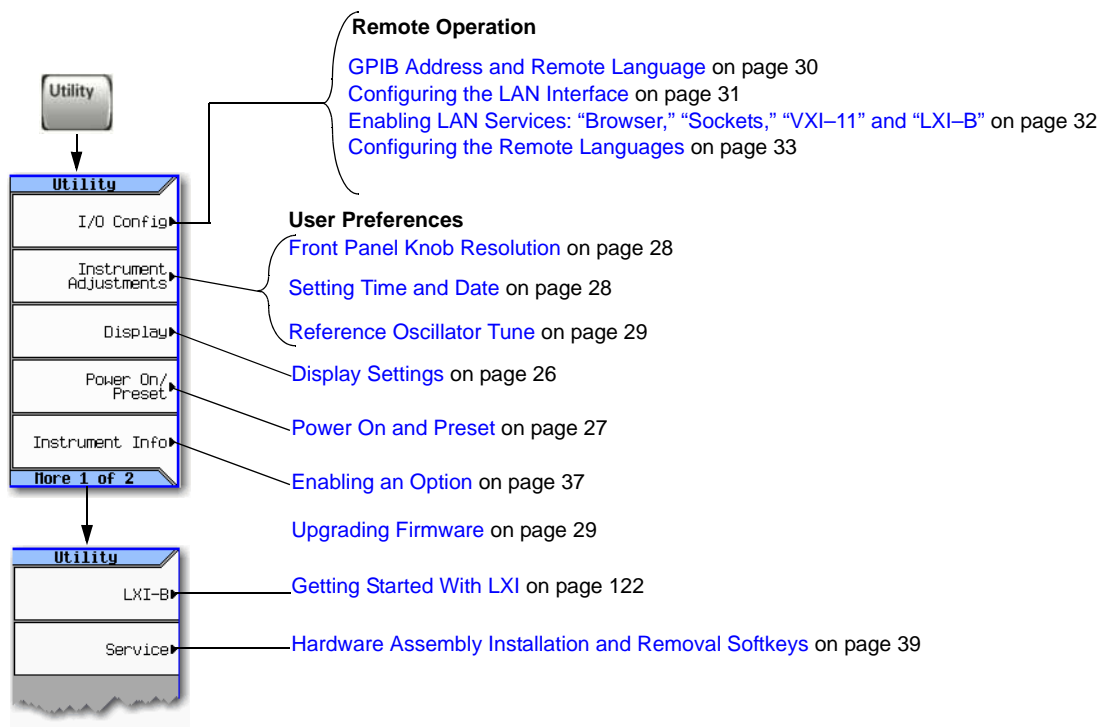 Remote Operation
GPIB Address and Remote Language on page 30
Configuring the LAN Interface on page 31
Enabling LAN Services: “Browser,” “Sockets,” “VXI–11” and “LXI–B” on page 32
Configuring the Remote Languages on page 33
Utility
Utility
I/O Config
Instrument
Adjustments
Display
Power On/
Preset
Instrument Info
More 1 of 2
User Preferences
Front Panel Knob Resolution on page 28
Setting Time and Date on page 28
Reference Oscillator Tune on page 29
Display Settings on page 26
Power On and Preset on page 27
Enabling an Option on page 37
Upgrading Firmware on page 29
Utility
LXI-B
Service
Getting Started With LXI on page 122
Hardware Assembly Installation and Removal Softkeys on page 39